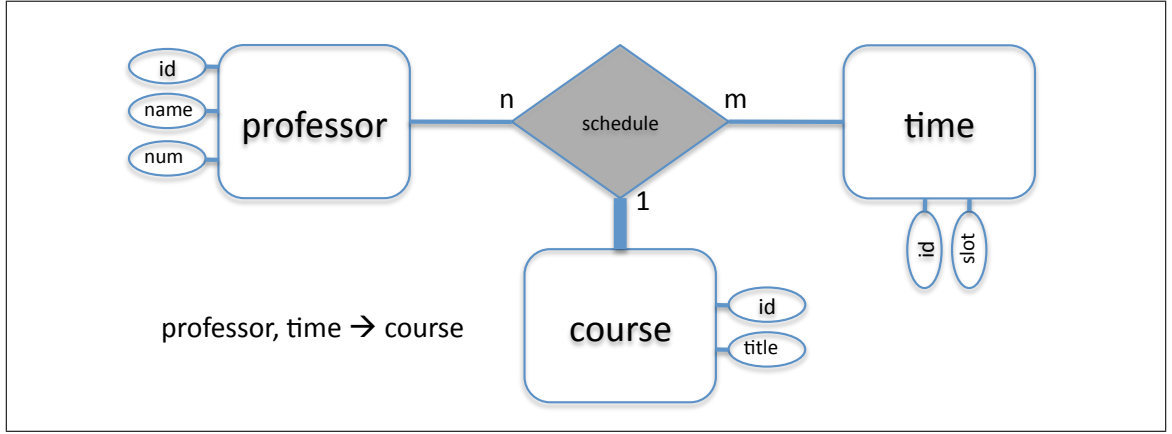 id
name
num
professor
n
schedule
m
time
id
slot
1
course
id
title
professor, time → course